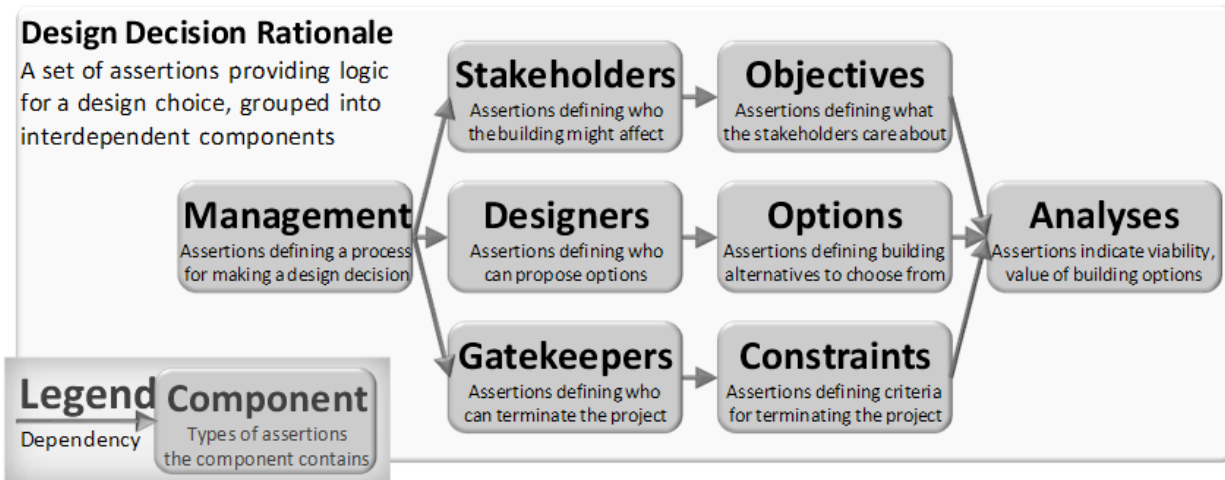 Design Decision Rationale
A set of assertions providing logic
for a design choice, grouped into
interdependent components
Stakeholders
Assertions defining who
the building might affect
Objectives
Assertions defining what
the stakeholders care about
Management
Assertions defining a process
for making a design decision
Designers
Assertions defining who
can propose options
Options
Assertions defining building
alternatives to choose from
Analyses
Assertions indicate viability,
value of building options
Gatekeepers
Assertions defining who
can terminate the project
Constraints
Assertions defining criteria
for terminating the project
Legend
Dependency
Component
Types of assertions
the component contains